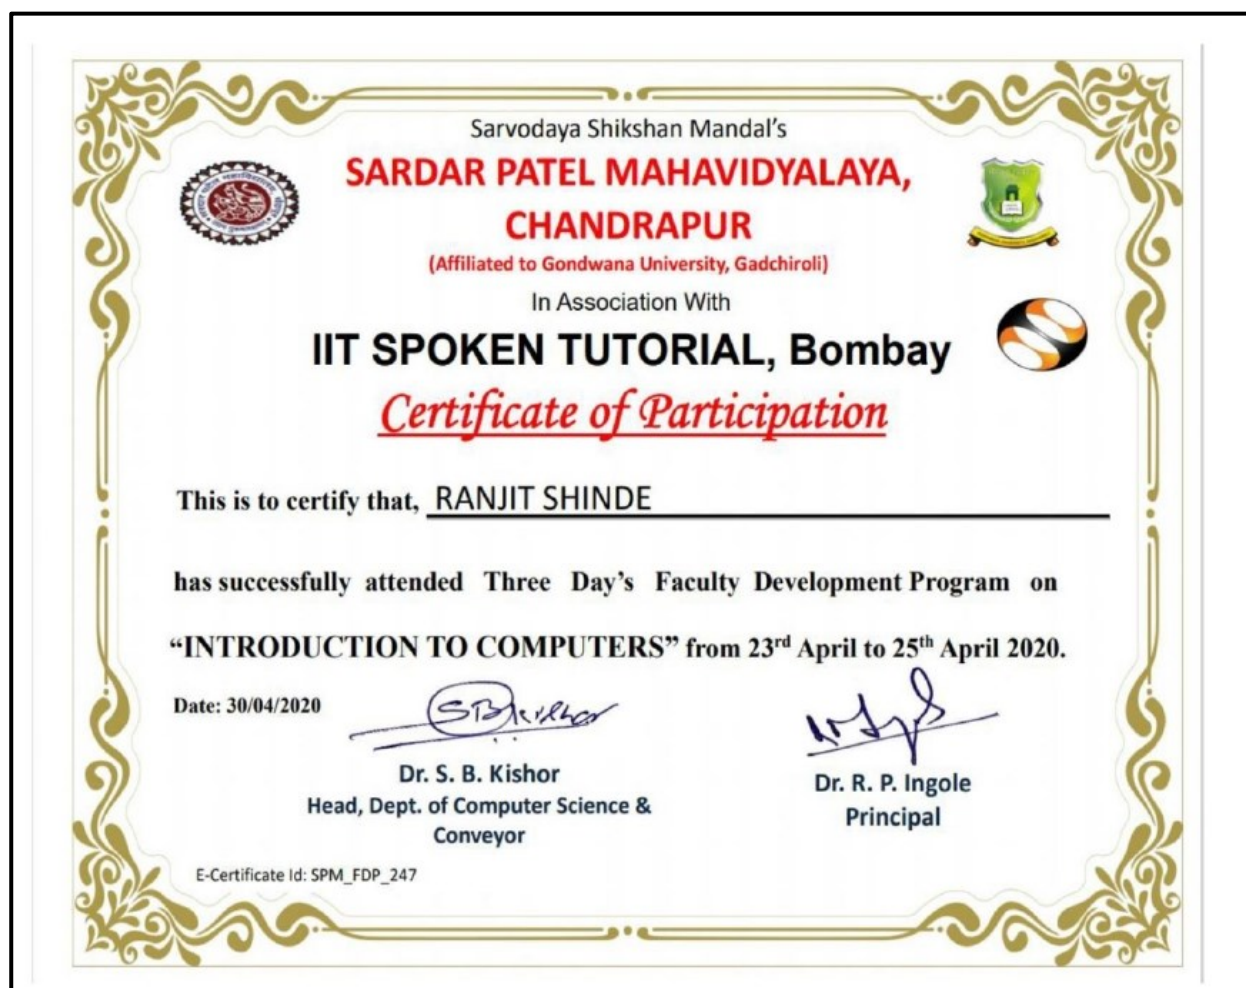 Sarvodaya Shikshan Mandal's
SARDAR PATEL MAHAVIDYALAYA,
CHANDRAPUR
(Affiliated to Gondwana University, Gadchiroli)
In Association With
IIT SPOKEN TUTORIAL, Bombay
Certificate of Participation
This is to certify that, RANJIT SHINDE
has successfully attended Three Day's Faculty Development Program on
“INTRODUCTION TO COMPUTERS” from 23rd April to 25th April 2020.
Date: 30/04/2020
SBKishor
Dr. S. B. Kishor
Head, Dept. of Computer Science &
Conveyor
Dr. R. P. Ingole
Principal
E-Certificate Id: SPM_FDP_247